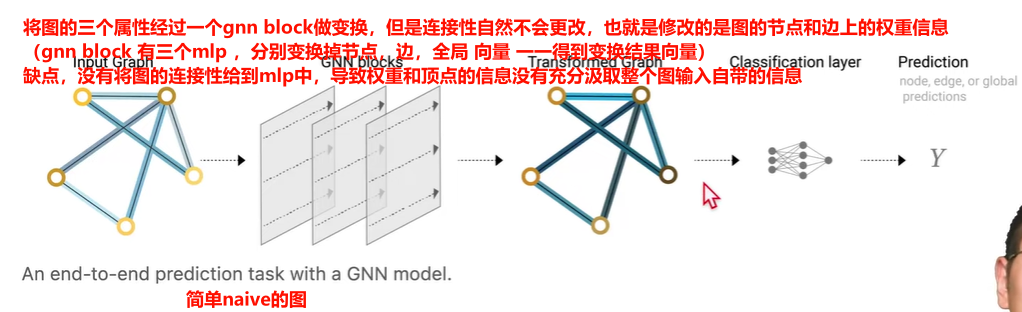 将图的三个属性经过一个gnn block做变换，但是连接性自然不会更改，也就是修改的是图的节点和边上的权重信息
（gnn block 有三个mlp ，分别变换掉节点，边，全局 向量 一一得到变换结果向量）
Input Graph GNN blocks Transformed Graph Classification layer Prediction
缺点，没有将图的连接性给到mlp中，导致权重和顶点的信息没有充分汲取整个图输入自带的信息
node, edge, or global
predictions
Y
An end-to-end prediction task with a GNN model.
简单naive的图